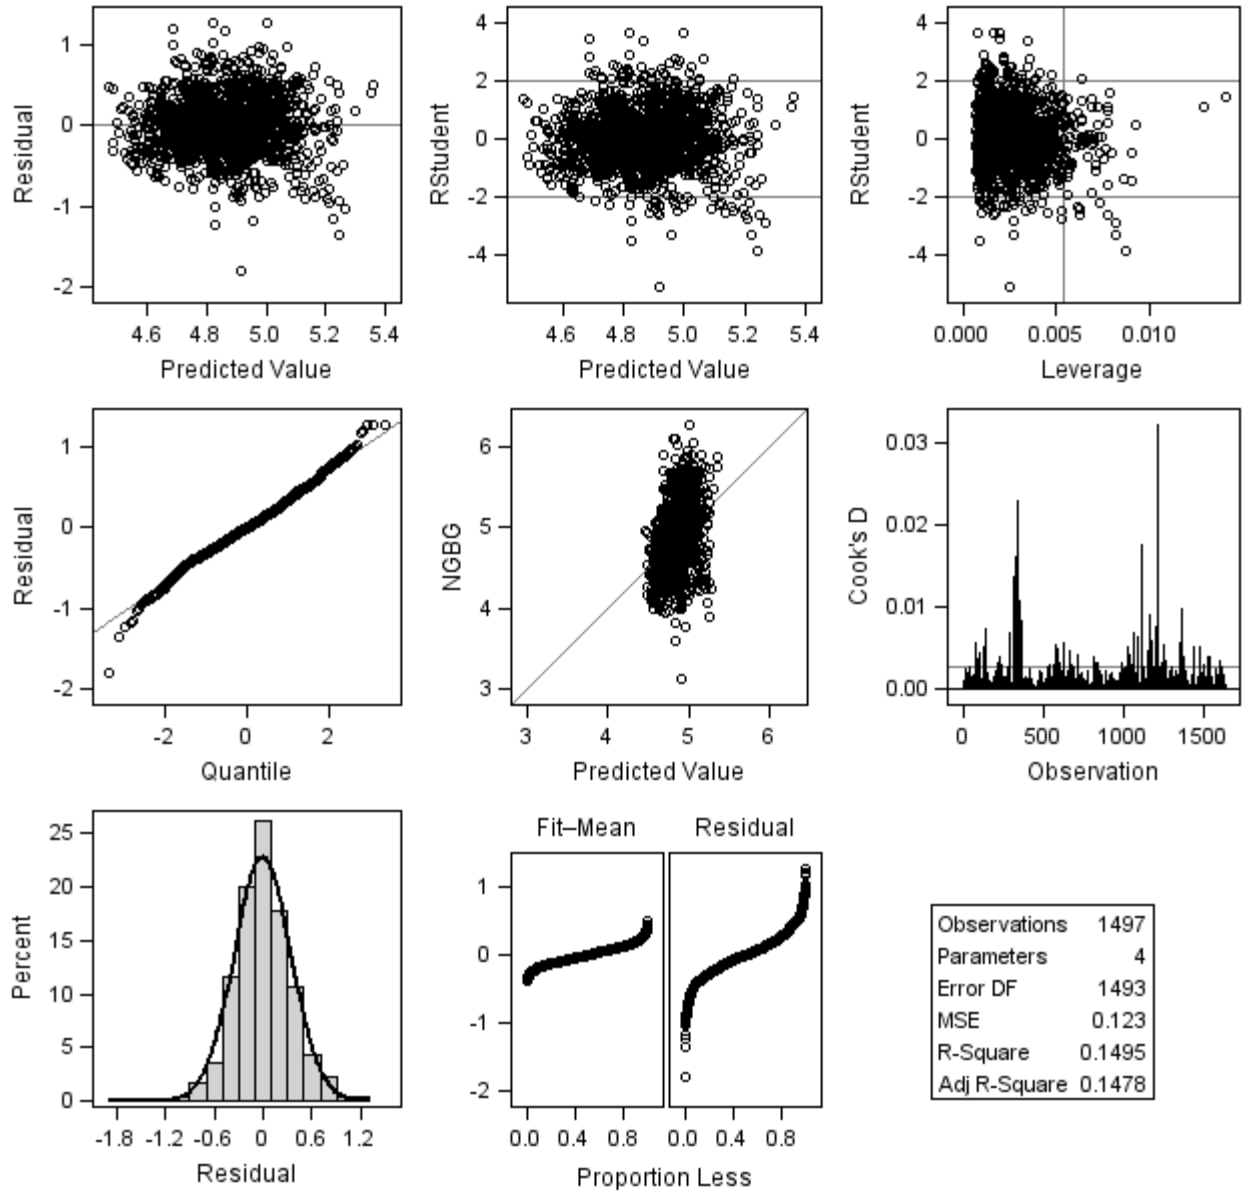 Residual
1
0
-1
-2
4.6 4.8 5.0 5.2 5.4
Predicted Value
RStudent
4
2
0
-2
-4
4.6 4.8 5.0 5.2 5.4
Predicted Value
RStudent
4
2
0
-2
-4
0.000 0.005 0.010
Leverage
Residual
1
0
-1
-2
-2 0 2
Quantile
NGBG
6
5
4
3
3 4 5 6
Predicted Value
Cook's D
0.03
0.02
0.01
0.00
0 500 1000 1500
Observation
Percent
25
20
15
10
5
0
-1.8 -1.2 -0.6 0 0.6 1.2
Residual
Fit–Mean Residual
1
0
-1
-2
0.0 0.4 0.8 0.0 0.4 0.8
Proportion Less
Observations 1497
Parameters 4
Error DF 1493
MSE 0.123
R-Square 0.1495
Adj R-Square 0.1478